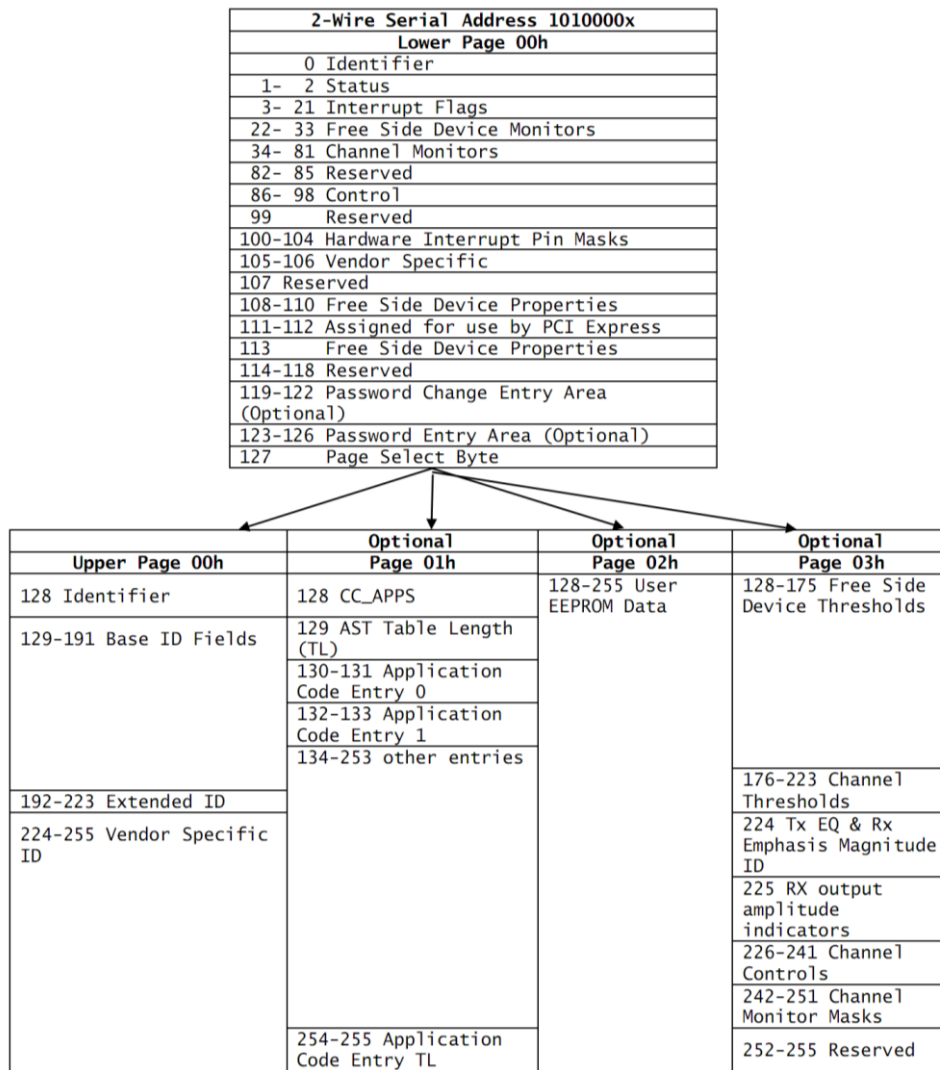 2-Wire Serial Address 1010000x
Lower Page 00h
0 Identifier
1- 2 Status
3- 21 Interrupt Flags
22- 33 Free Side Device Monitors
34- 81 Channel Monitors
82- 85 Reserved
86- 98 Control
99 Reserved
100-104 Hardware Interrupt Pin Masks
105-106 Vendor Specific
107 Reserved
108-110 Free Side Device Properties
111-112 Assigned for use by PCI Express
113 Free Side Device Properties
114-118 Reserved
119-122 Password Change Entry Area
(Optional)
123-126 Password Entry Area (Optional)
127 Page Select Byte
Upper Page 00h
128 Identifier
129-191 Base ID Fields
192-223 Extended ID
224-255 Vendor Specific
ID
Optional
Page 01h
128 CC_APPS
129 AST Table Length
(TL)
130-131 Application
Code Entry 0
132-133 Application
Code Entry 1
134-253 other entries
254-255 Application
Code Entry TL
Optional
Page 02h
128-255 User
EEPROM Data
Optional
Page 03h
128-175 Free Side
Device Thresholds
176-223 Channel
Thresholds
224 Tx EQ & Rx
Emphasis Magnitude
ID
225 RX output
amplitude
indicators
226-241 Channel
Controls
242-251 Channel
Monitor Masks
252-255 Reserved